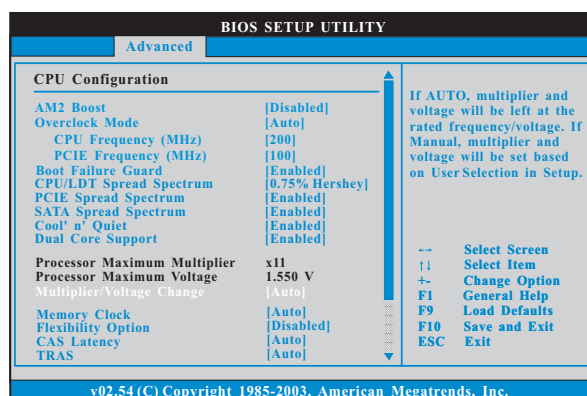 BIOS SETUP UTILITY
Advanced
CPU Configuration
AM2 Boost [Disabled]
Overclock Mode [Auto]
CPU Frequency (MHz) [200]
PCIE Frequency (MHz) [100]
Boot Failure Guard [Enabled]
CPU/LDT Spread Spectrum [0.75% Hershey]
PCIE Spread Spectrum [Enabled]
SATA Spread Spectrum [Enabled]
Cool' n' Quiet [Enabled]
Dual Core Support [Enabled]
Processor Maximum Multiplier x11
Processor Maximum Voltage 1.550 V
Multiplier/Voltage Change [Auto]
Memory Clock [Auto]
Flexibility Option [Disabled]
CAS Latency [Auto]
TRAS [Auto]
If AUTO, multiplier and
voltage will be left at the
rated frequency/voltage. If
Manual, multiplier and
voltage will be set based
on User Selection in Setup.
←→ Select Screen
↑↓ Select Item
+- Change Option
F1 General Help
F9 Load Defaults
F10 Save and Exit
ESC Exit
v02.54 (C) Copyright 1985-2003, American Megatrends, Inc.